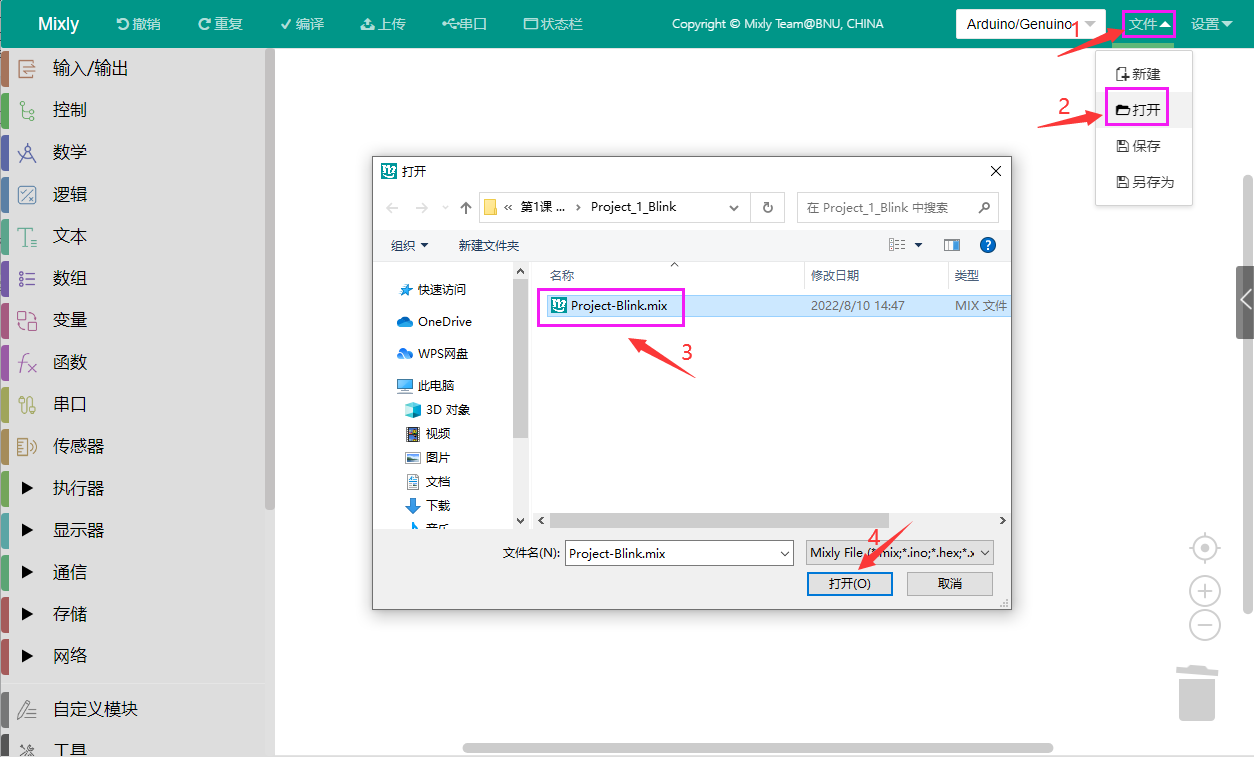 Mixly 撤销 重复 编译 上传 串口 状态栏 Copyright © Mixly Team@BNU, CHINA Arduino/Genuino 文件 设置
1
新建
2
打开
保存
另存为
输入/输出
控制
数学
逻辑
文本
数组
变量
函数
串口
传感器
执行器
显示器
通信
存储
网络
自定义模块
工具
打开
« 第1课 ... › Project_1_Blink
在 Project_1_Blink 中搜索
组织 新建文件夹
名称 修改日期 类型
Project-Blink.mix 2022/8/10 14:47 MIX 文件
3
快速访问
OneDrive
WPS网盘
此电脑
3D 对象
视频
图片
文档
下载
音乐
4
文件名(N): Project-Blink.mix Mixly File (*.mix;*.ino;*.hex;*.x
打开(O) 取消